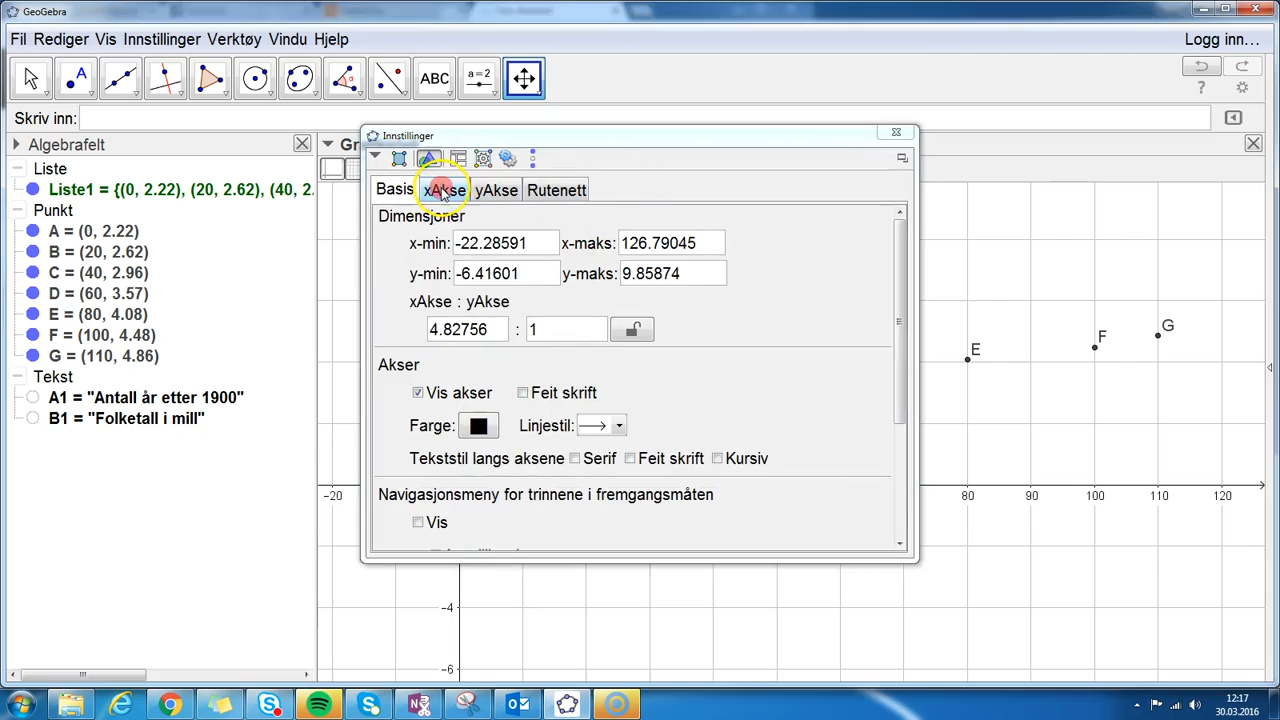 GeoGebra
Fil Rediger Vis Innstillinger Verktøy Vindu Hjelp
Logg inn...
A
ABC
a=2
?
Skriv inn:
Algebrafelt
Liste
Liste1 = {(0, 2.22), (20, 2.62), (40, 2.
Punkt
A = (0, 2.22)
B = (20, 2.62)
C = (40, 2.96)
D = (60, 3.57)
E = (80, 4.08)
F = (100, 4.48)
G = (110, 4.86)
Tekst
A1 = "Antall år etter 1900"
B1 = "Folketall i mill"
Innstillinger
Basis xAkse yAkse Rutenett
Dimensjoner
x-min: -22.28591 x-maks: 126.79045
y-min: -6.41601 y-maks: 9.85874
xAkse : yAkse
4.82756 : 1
Akser
Vis akser Feit skrift
Farge: Linjestil:
Tekststil langs aksene Serif Feit skrift Kursiv
Navigasjonsmeny for trinnene i fremgangsmåten
Vis
E F G
-20 80 90 100 110 120
-4
-6
12:17
30.03.2016